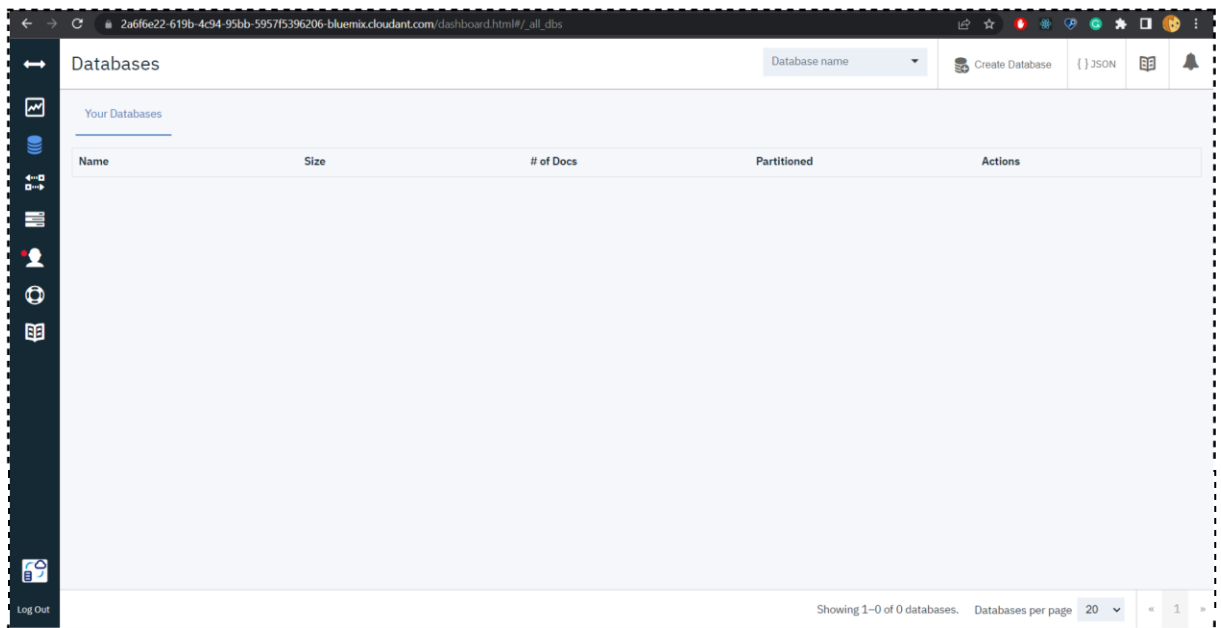 2a6f6e22-619b-4c94-95bb-5957f5396206-bluemix.cloudant.com/dashboard.html#/_all_dbs
Databases
Database name
Create Database
{ } JSON
Your Databases
Name Size # of Docs Partitioned Actions
Log Out
Showing 1–0 of 0 databases. Databases per page 20 « 1 »